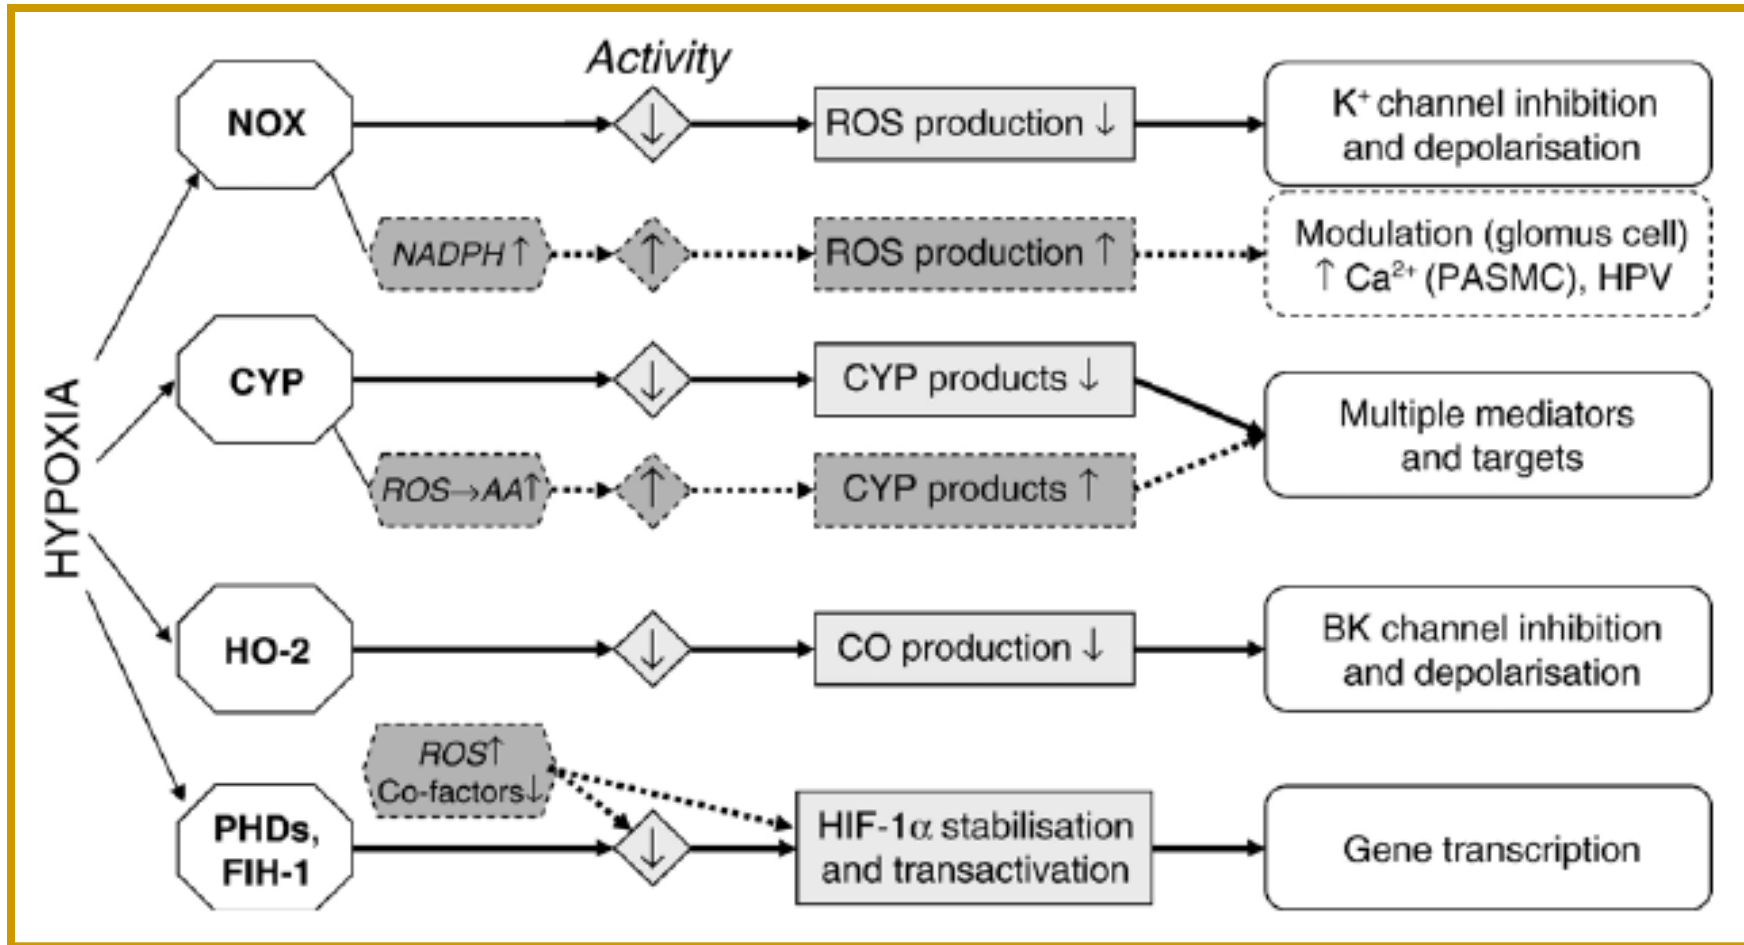 Activity
HYPOXIA
NOX
↓
ROS production ↓
K⁺ channel inhibition
and depolarisation
NADPH ↑
↑
ROS production ↑
Modulation (glomus cell)
↑ Ca²⁺ (PASMC), HPV
CYP
↓
CYP products ↓
Multiple mediators
and targets
ROS→AA↑
↑
CYP products ↑
HO-2
↓
CO production ↓
BK channel inhibition
and depolarisation
ROS↑
Co-factors↓
PHDs,
FIH-1
↓
HIF-1α stabilisation
and transactivation
Gene transcription